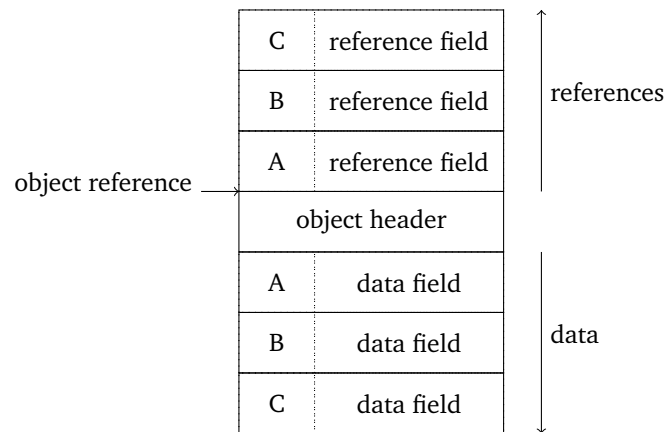 C reference field
B reference field
references
A reference field
object reference
object header
A data field
B data field
data
C data field